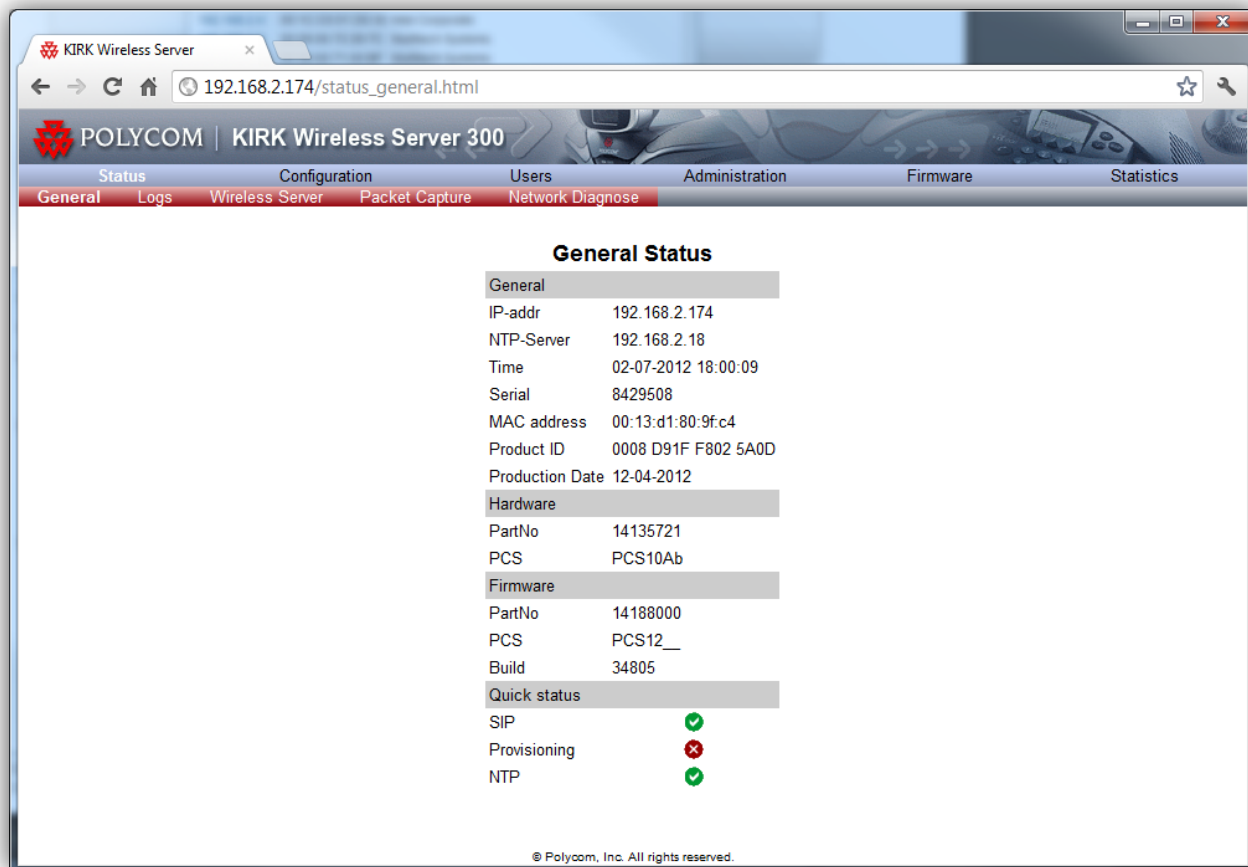 KIRK Wireless Server
192.168.2.174/status_general.html
POLYCOM | KIRK Wireless Server 300
Status Configuration Users Administration Firmware Statistics
General Logs Wireless Server Packet Capture Network Diagnose
General Status
General
IP-addr 192.168.2.174
NTP-Server 192.168.2.18
Time 02-07-2012 18:00:09
Serial 8429508
MAC address 00:13:d1:80:9f:c4
Product ID 0008 D91F F802 5A0D
Production Date 12-04-2012
Hardware
PartNo 14135721
PCS PCS10Ab
Firmware
PartNo 14188000
PCS PCS12__
Build 34805
Quick status
SIP
Provisioning
NTP
© Polycom, Inc. All rights reserved.